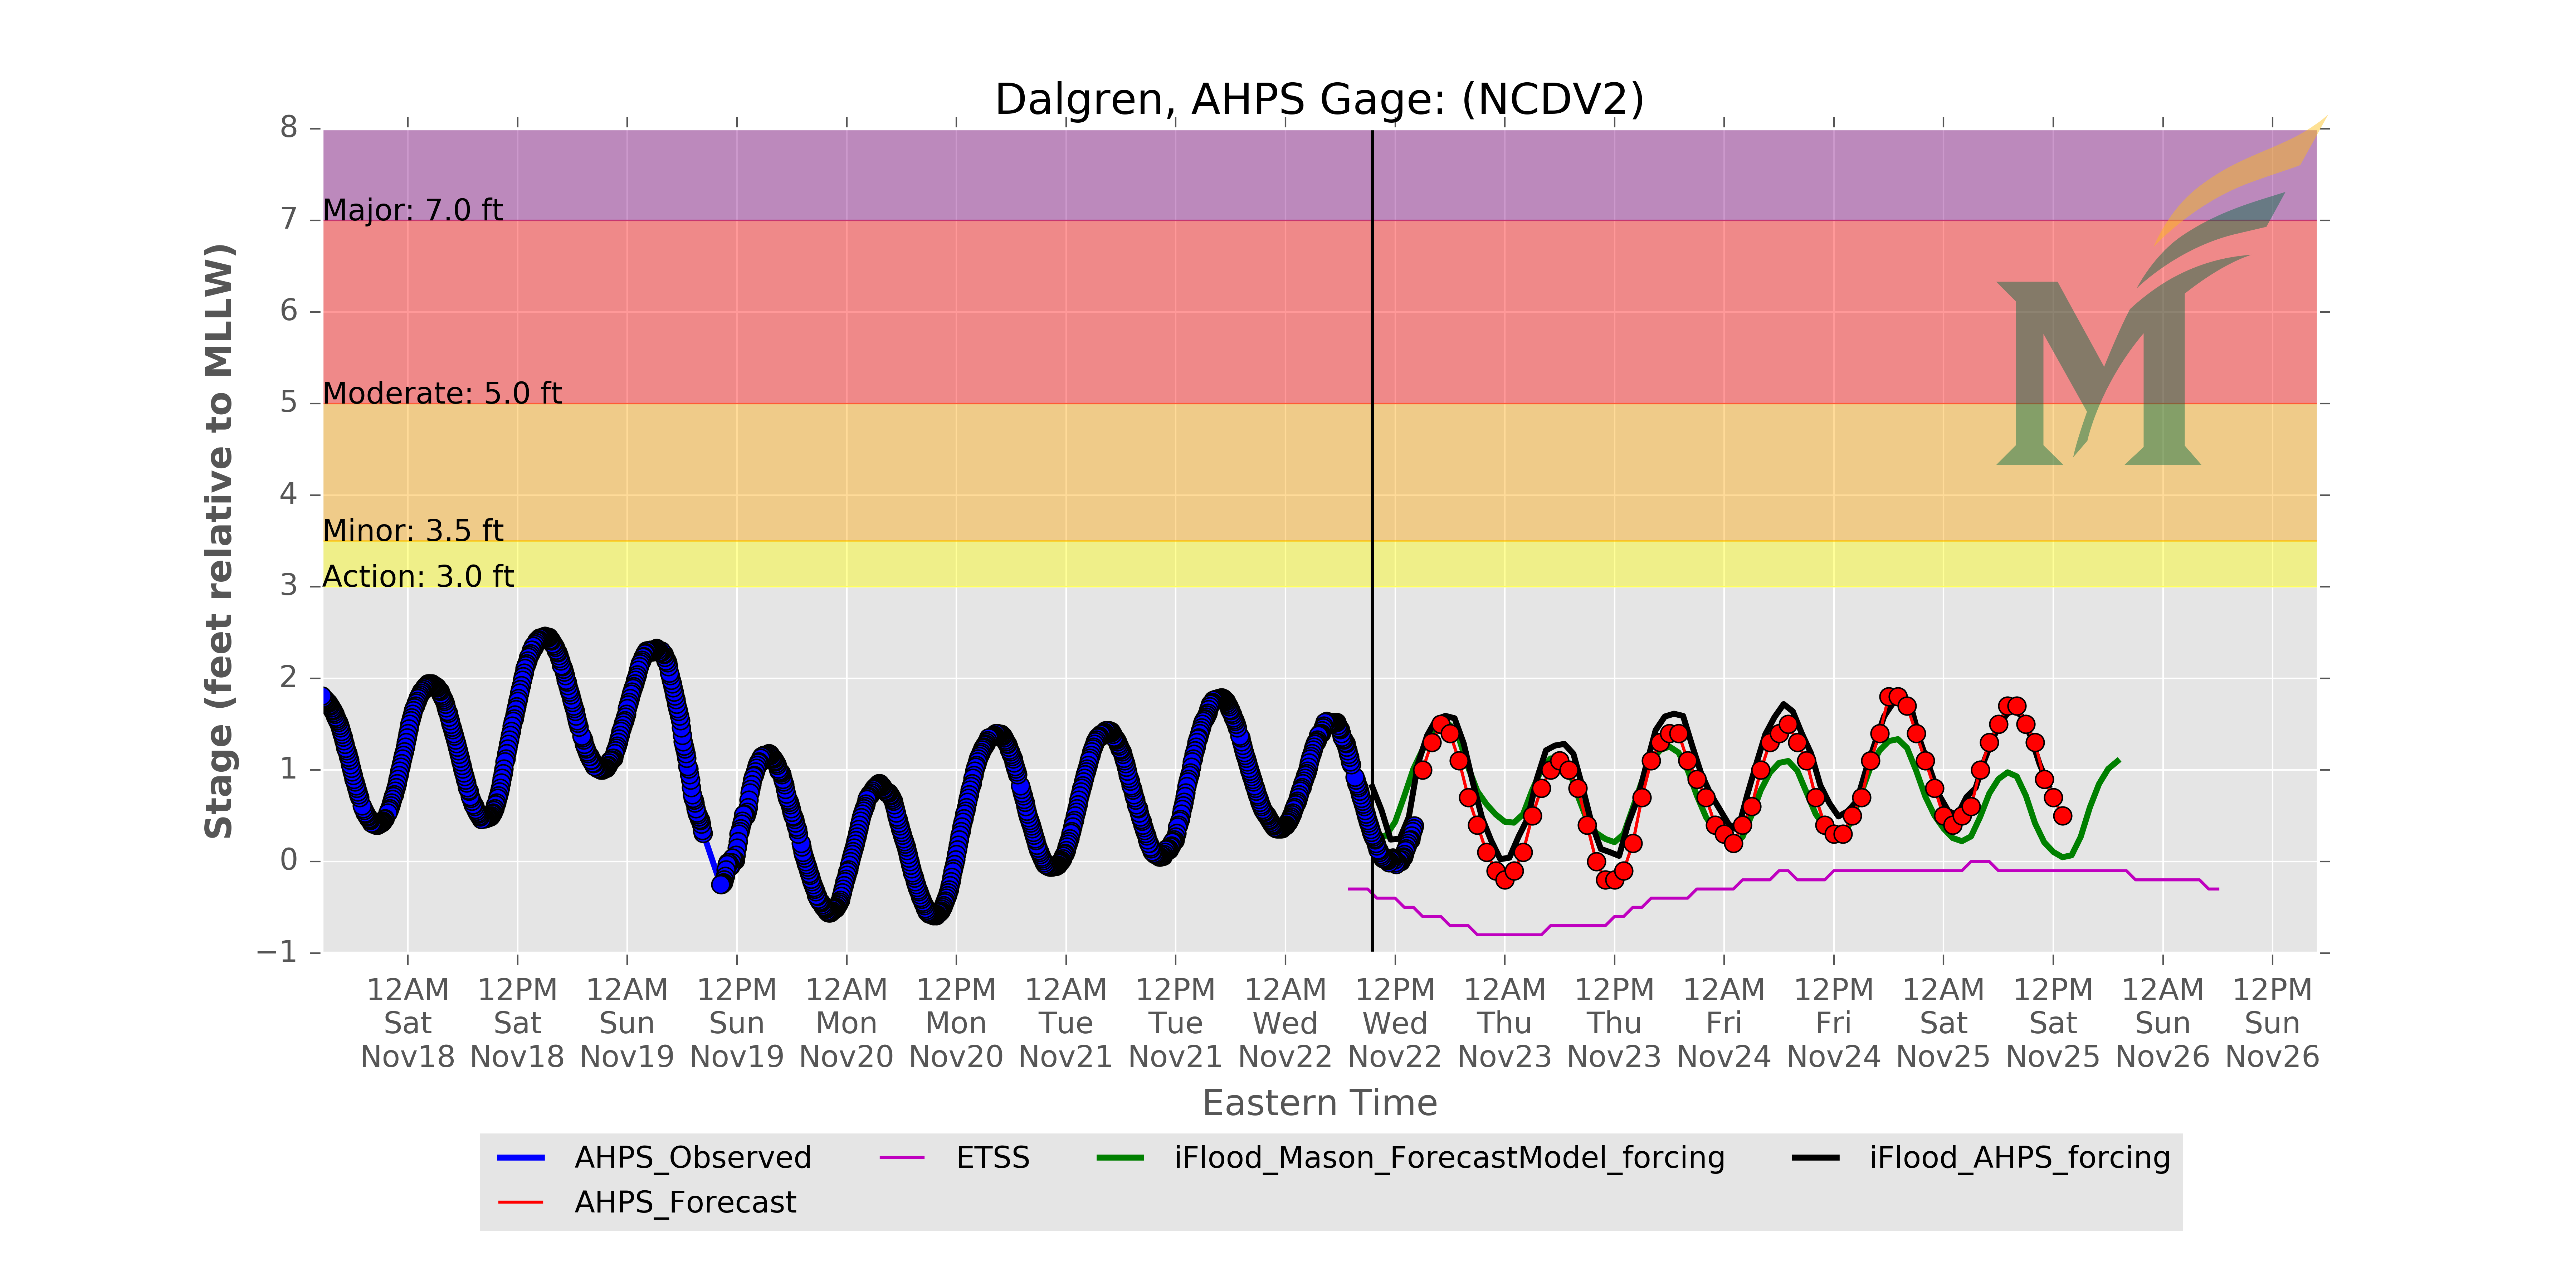 Dalgren, AHPS Gage: (NCDV2)
Stage (feet relative to MLLW)
8
7
6
5
4
3
2
1
0
−1
Major: 7.0 ft
Moderate: 5.0 ft
Minor: 3.5 ft
Action: 3.0 ft
M
12AM 12PM 12AM 12PM 12AM 12PM 12AM 12PM 12AM 12PM 12AM 12PM 12AM 12PM 12AM 12PM 12AM 12PM
Sat Sat Sun Sun Mon Mon Tue Tue Wed Wed Thu Thu Fri Fri Sat Sat Sun Sun
Nov18 Nov18 Nov19 Nov19 Nov20 Nov20 Nov21 Nov21 Nov22 Nov22 Nov23 Nov23 Nov24 Nov24 Nov25 Nov25 Nov26 Nov26
Eastern Time
AHPS_Observed ETSS iFlood_Mason_ForecastModel_forcing iFlood_AHPS_forcing
AHPS_Forecast